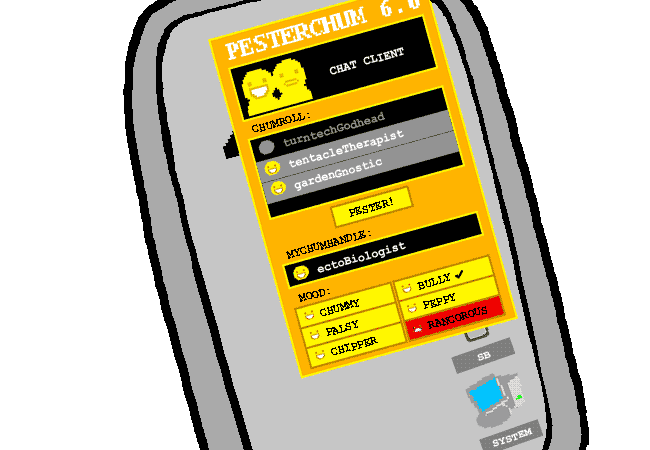 PESTERCHUM 6.0
CHAT CLIENT
CHUMROLL:
turntechGodhead
tentacleTherapist
gardenGnostic
PESTER!
MYCHUMHANDLE:
ectoBiologist
MOOD:
CHUMMY
BULLY ✔
PALSY
PEPPY
CHIPPER
RANCOROUS
SB
SYSTEM